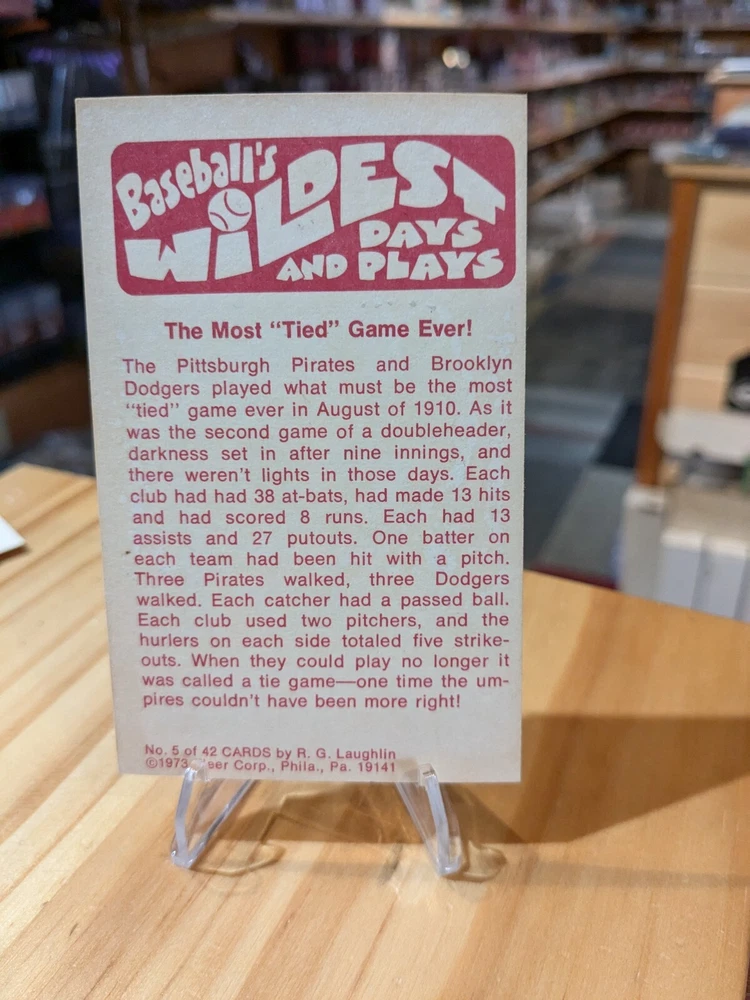 Baseball's
WiLDEST
DAYS
AND PLAYS
The Most “Tied” Game Ever!
The Pittsburgh Pirates and Brooklyn
Dodgers played what must be the most
“tied” game ever in August of 1910. As it
was the second game of a doubleheader,
darkness set in after nine innings, and
there weren’t lights in those days. Each
club had had 38 at-bats, had made 13 hits
and had scored 8 runs. Each had 13
assists and 27 putouts. One batter on
each team had been hit with a pitch.
Three Pirates walked, three Dodgers
walked. Each catcher had a passed ball.
Each club used two pitchers, and the
hurlers on each side totaled five strike-
outs. When they could play no longer it
was called a tie game—one time the um-
pires couldn’t have been more right!
No. 5 of 42 CARDS by R. G. Laughlin
©1973 eer Corp., Phila., Pa. 19141